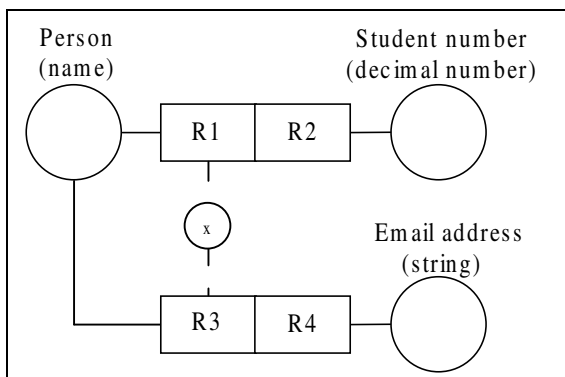 Person
(name)
Student number
(decimal number)
R1
R2
x
Email address
(string)
R3
R4